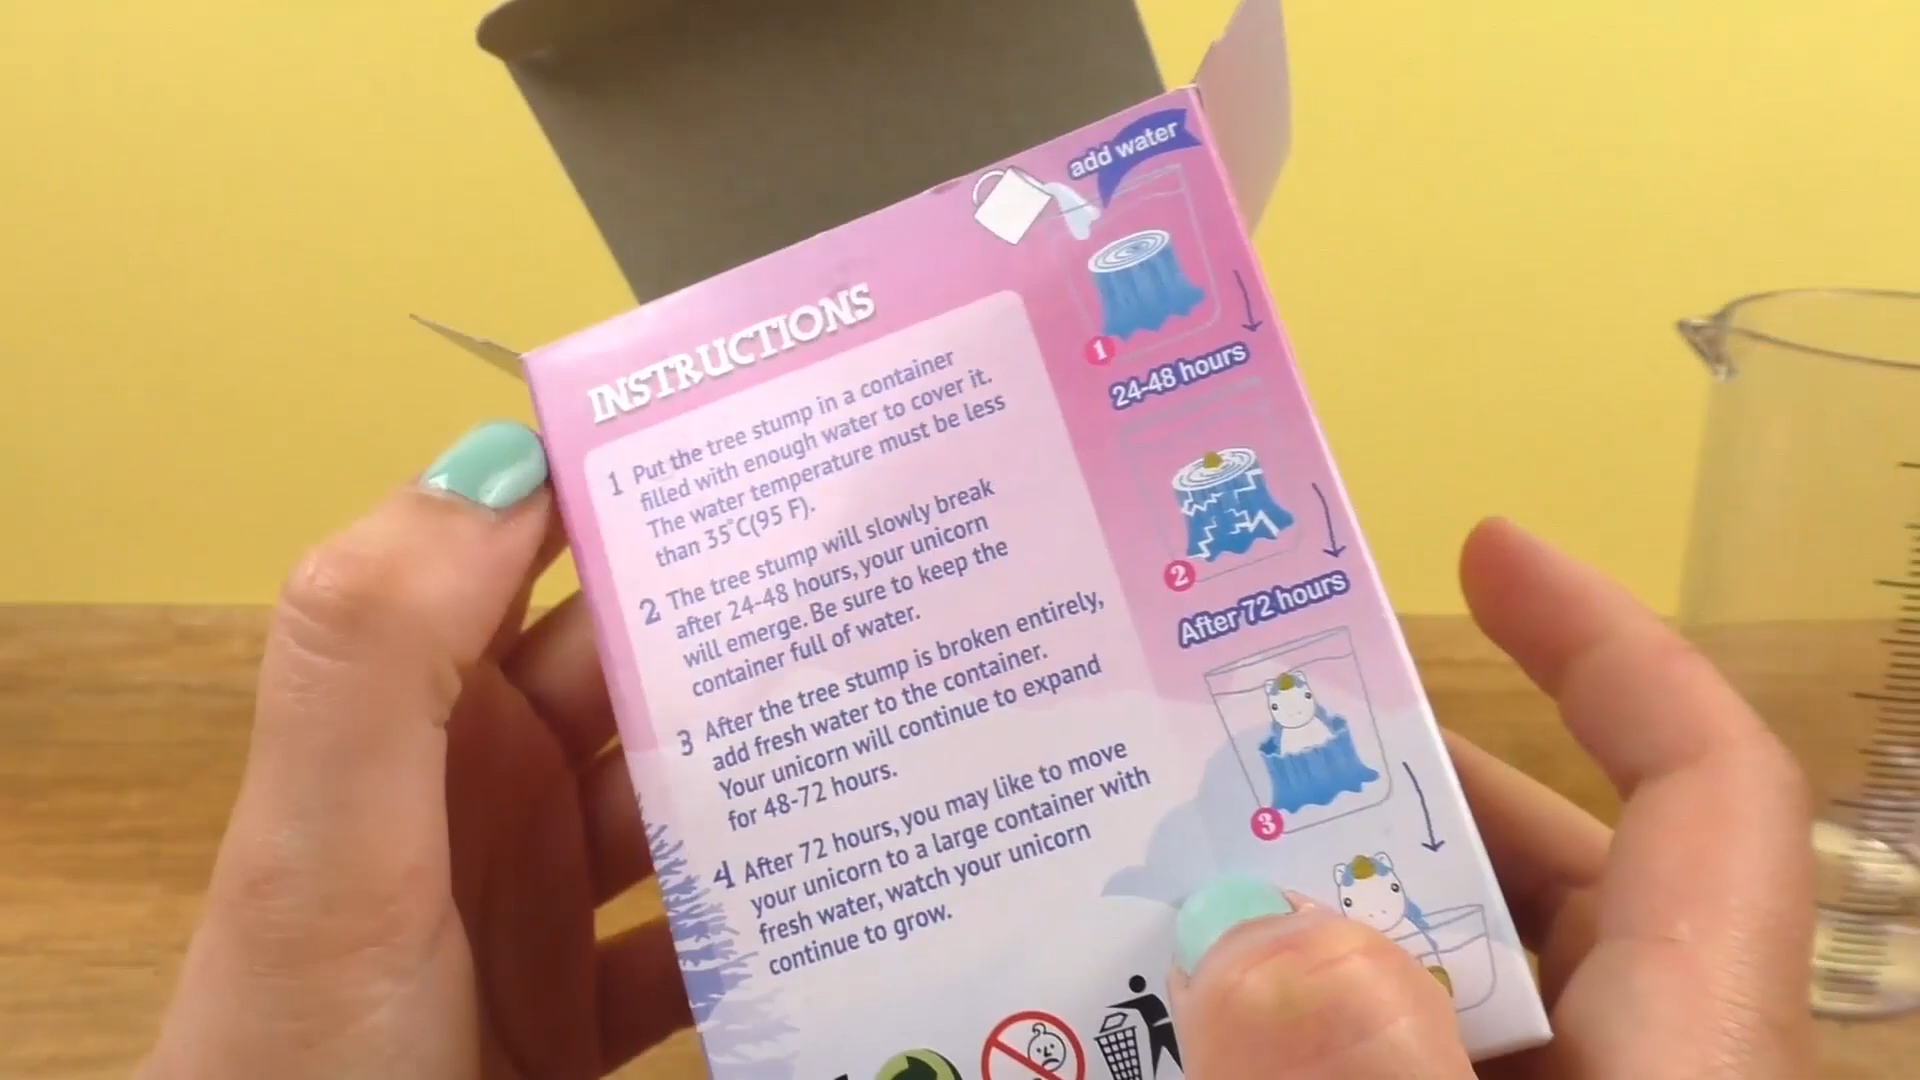 INSTRUCTIONS
1 Put the tree stump in a container
filled with enough water to cover it.
The water temperature must be less
than 35°C(95 F).
2 The tree stump will slowly break
after 24-48 hours, your unicorn
will emerge. Be sure to keep the
container full of water.
3 After the tree stump is broken entirely,
add fresh water to the container.
Your unicorn will continue to expand
for 48-72 hours.
4 After 72 hours, you may like to move
your unicorn to a large container with
fresh water, watch your unicorn
continue to grow.
add water
1
24-48 hours
2
After 72 hours
3